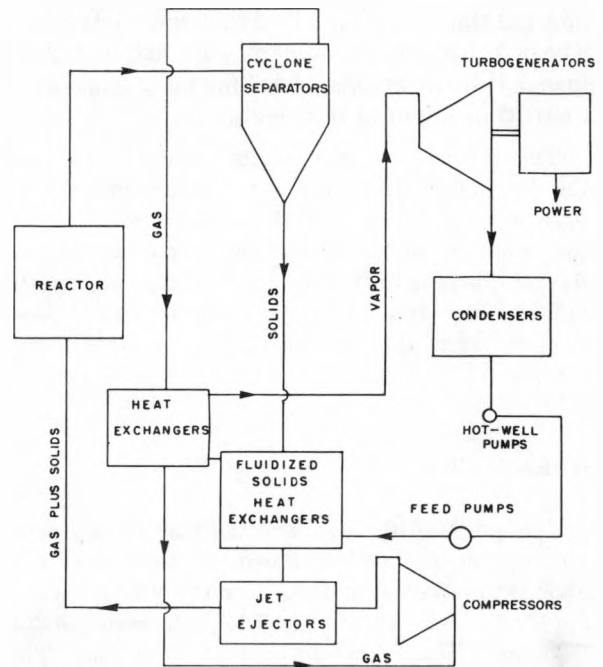 TURBOGENERATORS
CYCLONE
SEPARATORS
POWER
GAS
REACTOR
SOLIDS
VAPOR
CONDENSERS
HEAT
EXCHANGERS
HOT-WELL
PUMPS
FLUIDIZED
SOLIDS
HEAT
EXCHANGERS
FEED PUMPS
GAS PLUS SOLIDS
JET
EJECTORS
COMPRESSORS
GAS